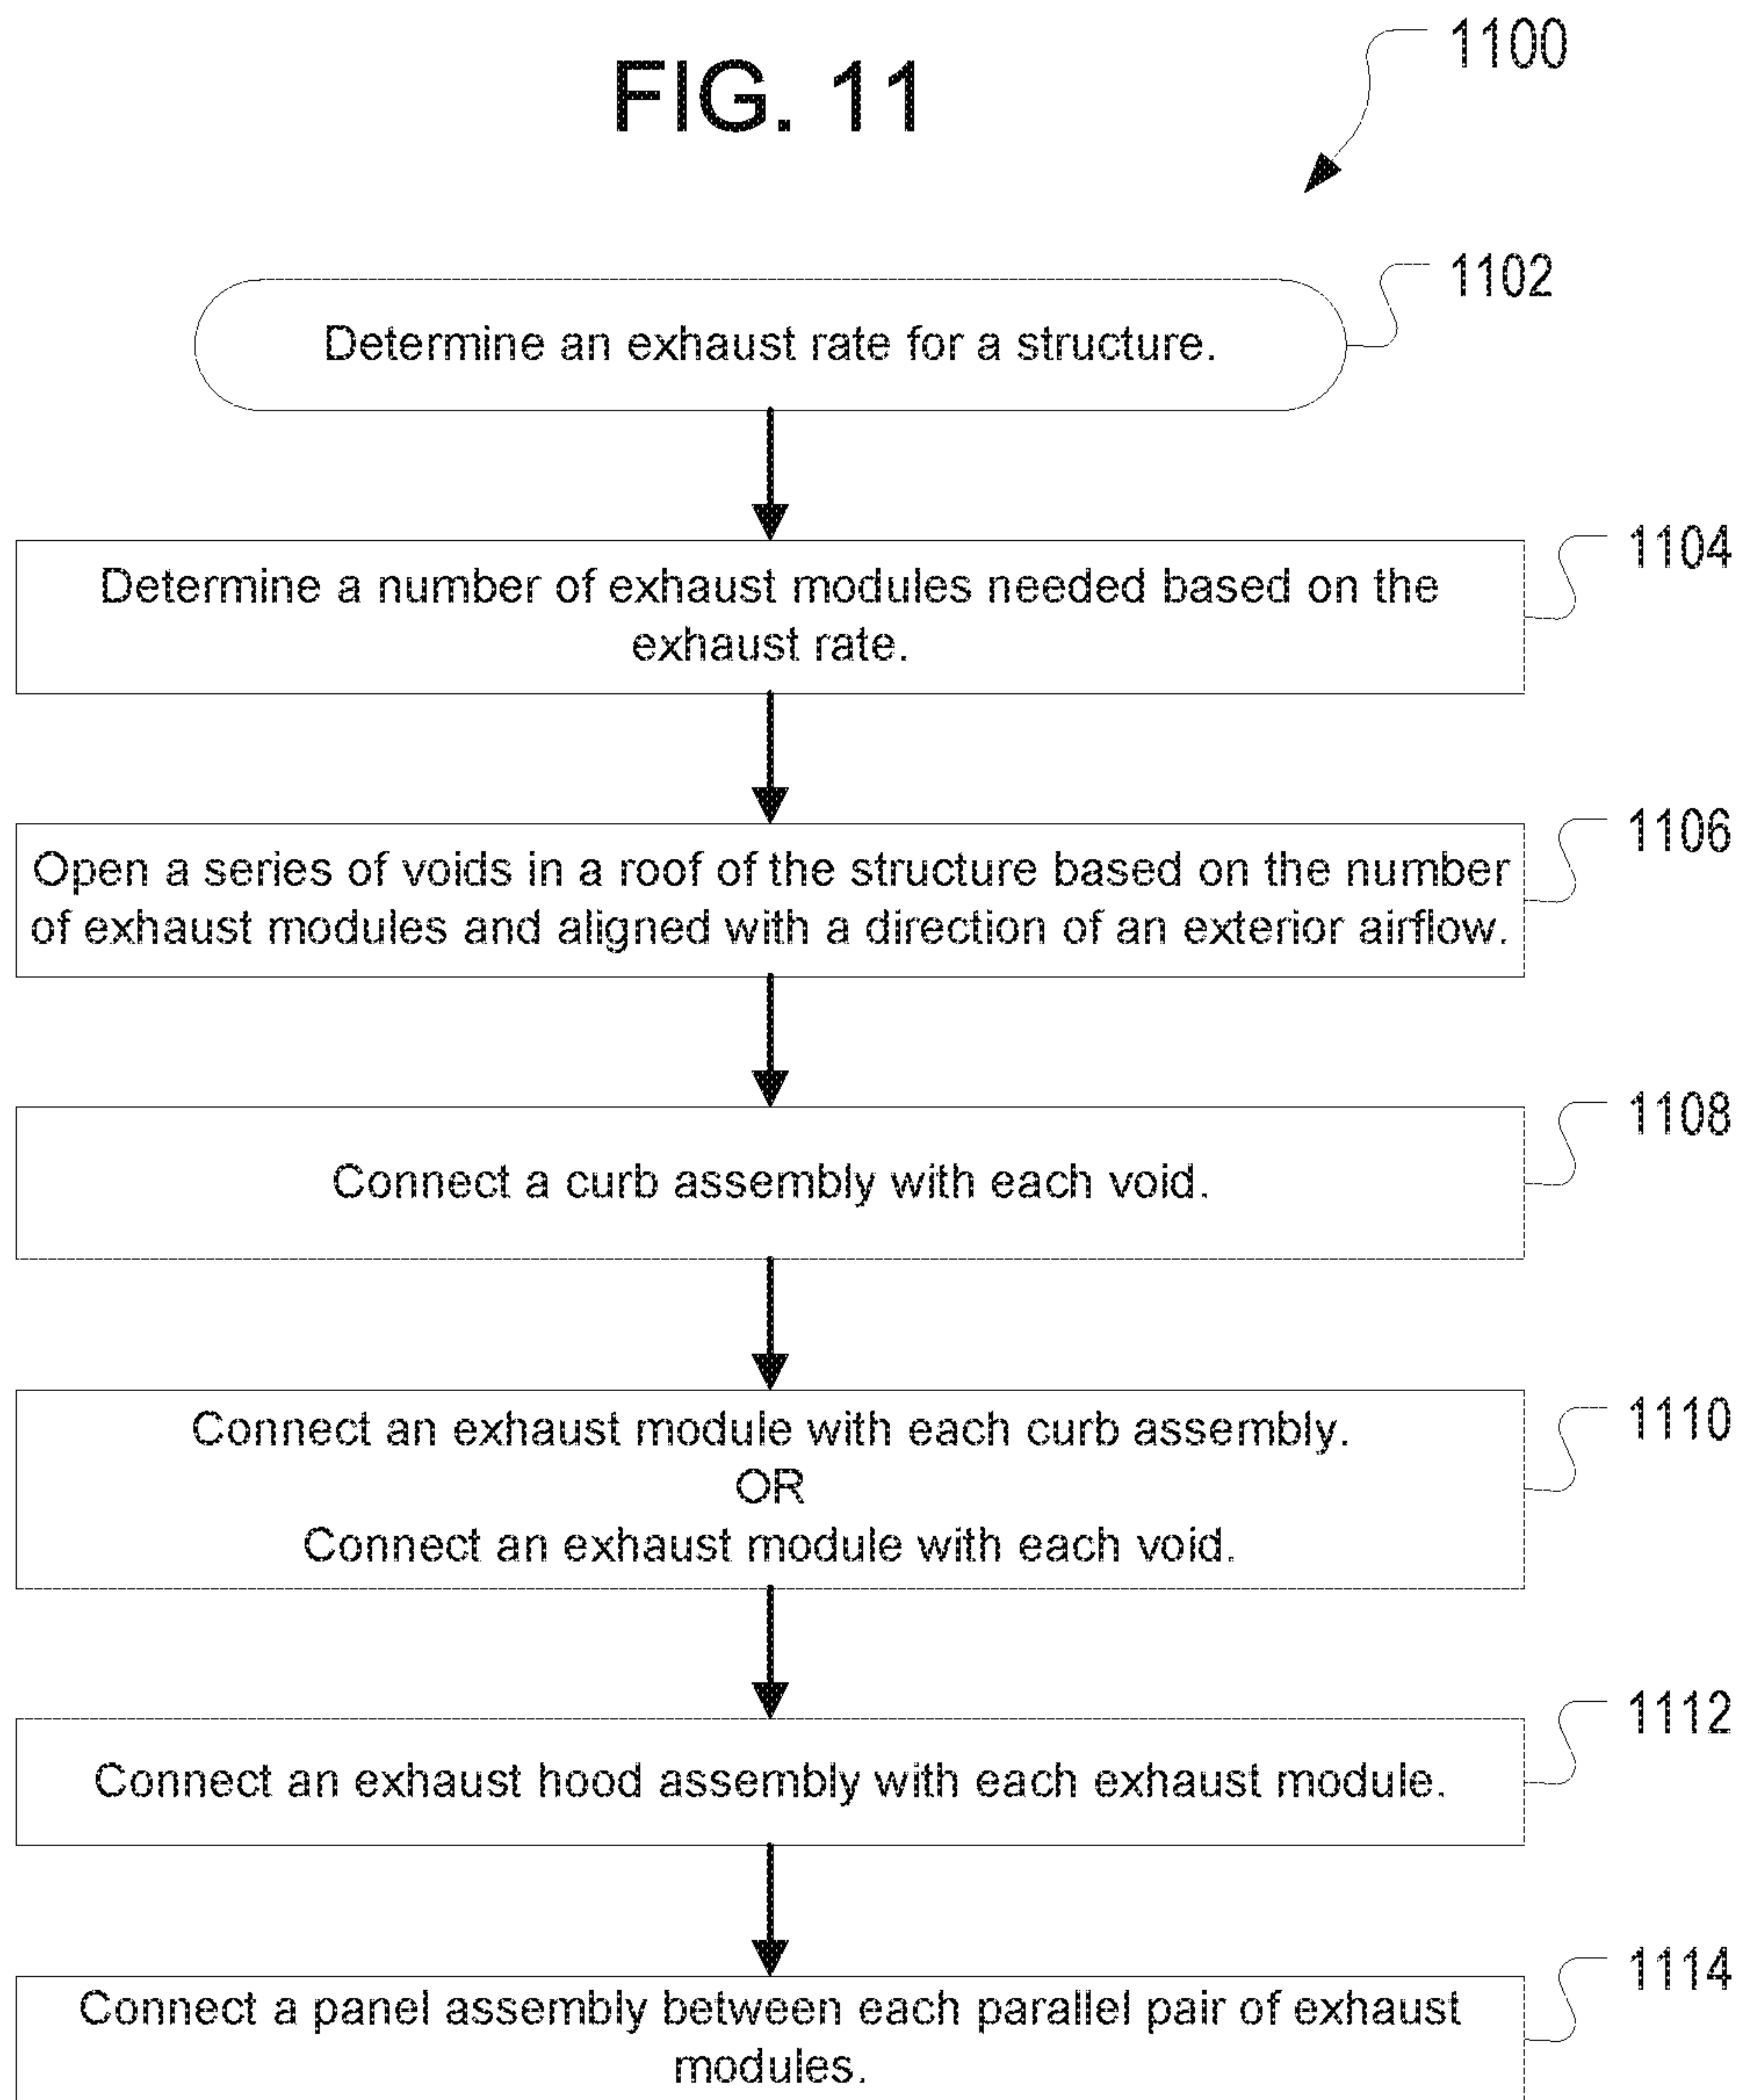 FIG. 11
1100
1102
Determine an exhaust rate for a structure.
1104
Determine a number of exhaust modules needed based on the
exhaust rate.
1106
Open a series of voids in a roof of the structure based on the number
of exhaust modules and aligned with a direction of an exterior airflow.
1108
Connect a curb assembly with each void.
1110
Connect an exhaust module with each curb assembly.
OR
Connect an exhaust module with each void.
1112
Connect an exhaust hood assembly with each exhaust module.
1114
Connect a panel assembly between each parallel pair of exhaust
modules.